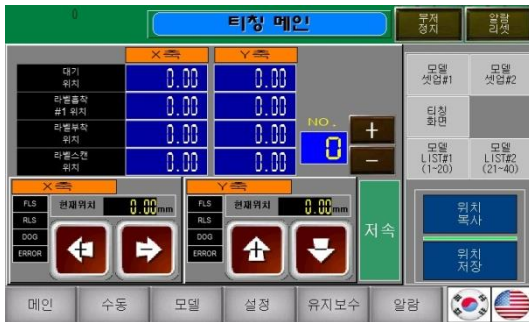 0
티칭 메인
부저
정지
알람
리셋
X축
Y축
대기
위치
0.00
0.00
라벨흡착
#1 위치
0.00
0.00
라벨부착
위치
0.00
0.00
라벨스캔
위치
0.00
0.00
NO.
0
+
−
모델
셋업#1
모델
셋업#2
티칭
화면
모델
LIST#1
(1~20)
모델
LIST#2
(21~40)
X축
FLS
RLS
DOG
ERROR
현재위치
0.00mm
−
+
Y축
FLS
RLS
DOG
ERROR
현재위치
0.00mm
+
−
저속
위치
복사
위치
저장
메인
수동
모델
설정
유지보수
알람